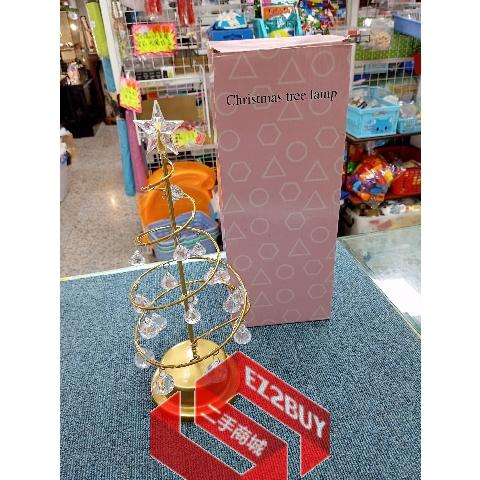 Christmas tree lamp
EZ2BUY
二手商城